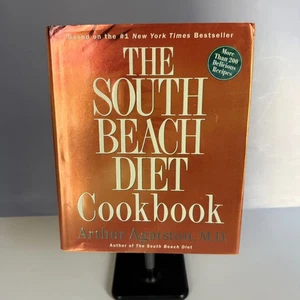 Based on the #1 New York Times Bestseller
More
Than 200
Delicious
Recipes
THE
SOUTH
BEACH
DIET
Cookbook
Arthur Agatston, M.D.
Author of The South Beach Diet